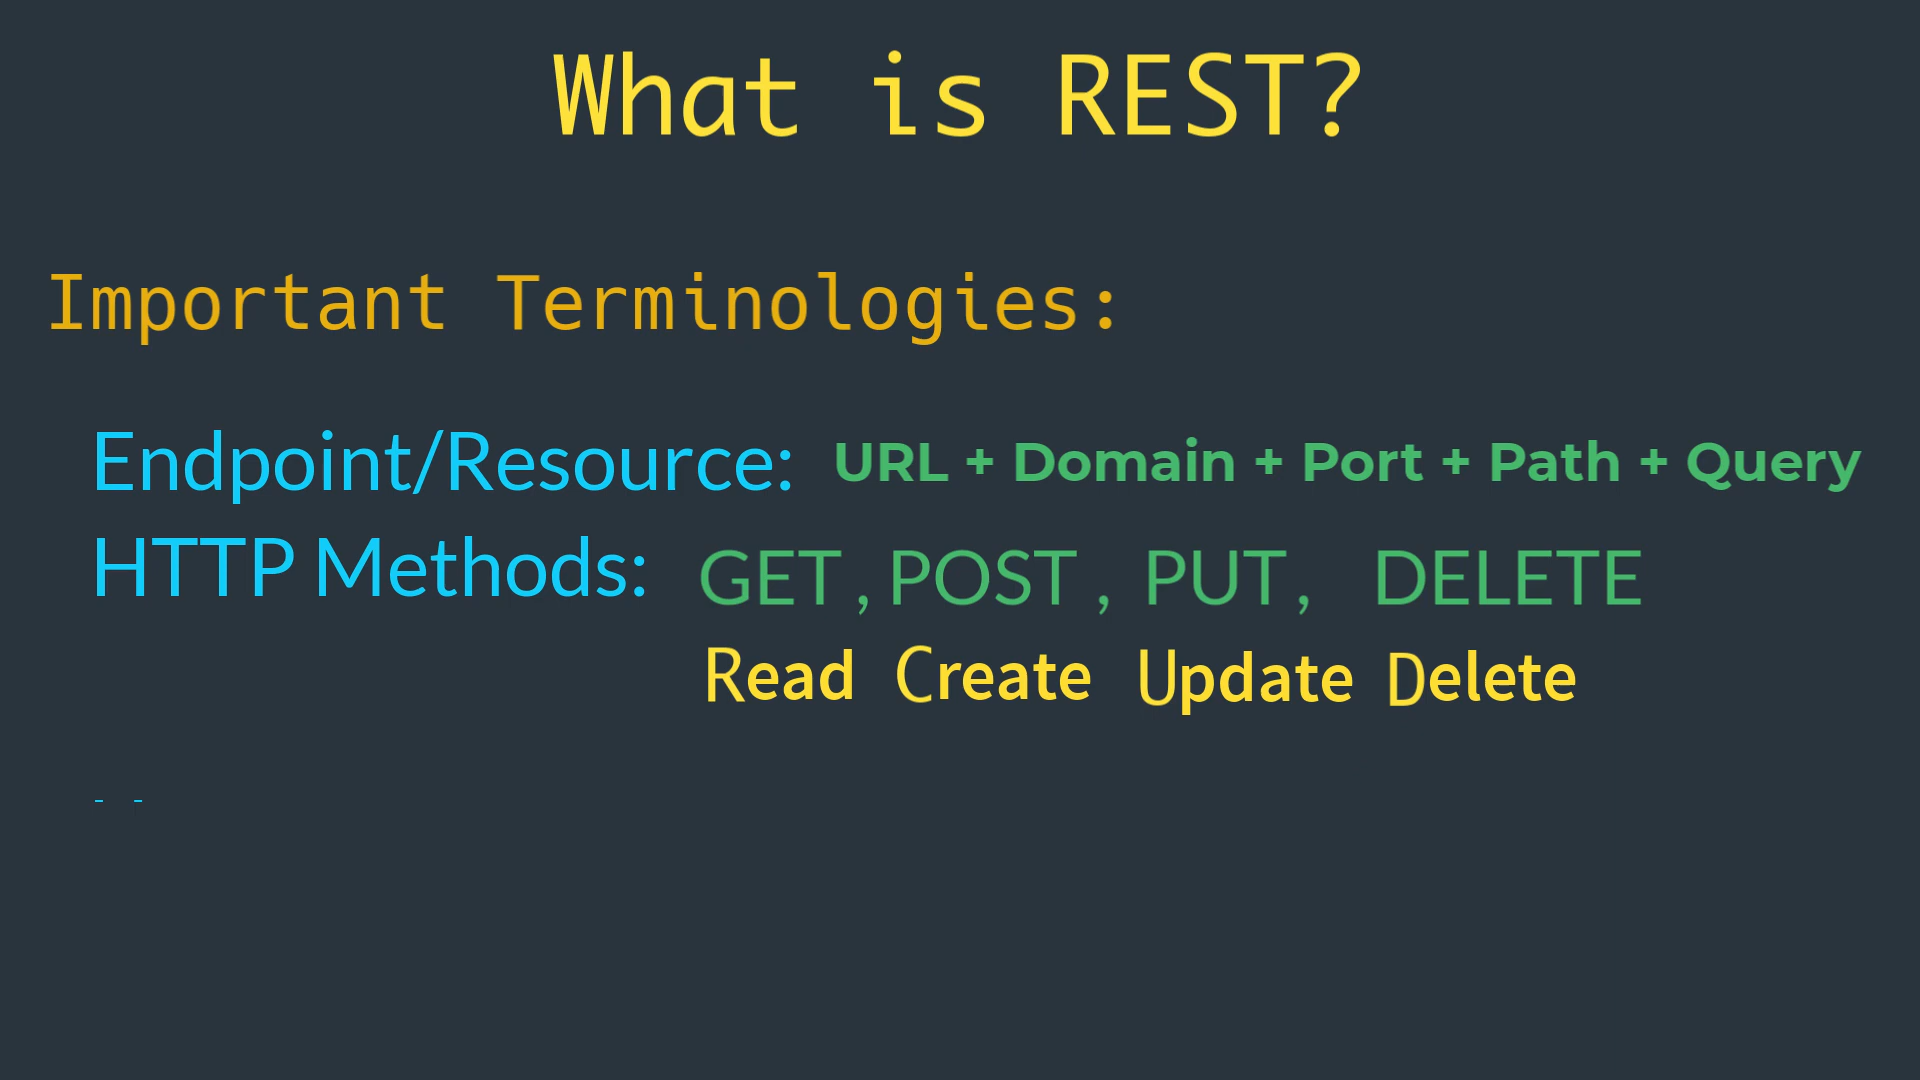 What is REST?
Important Terminologies:
Endpoint/Resource: URL + Domain + Port + Path + Query
HTTP Methods: GET , POST , PUT , DELETE
Read Create Update Delete